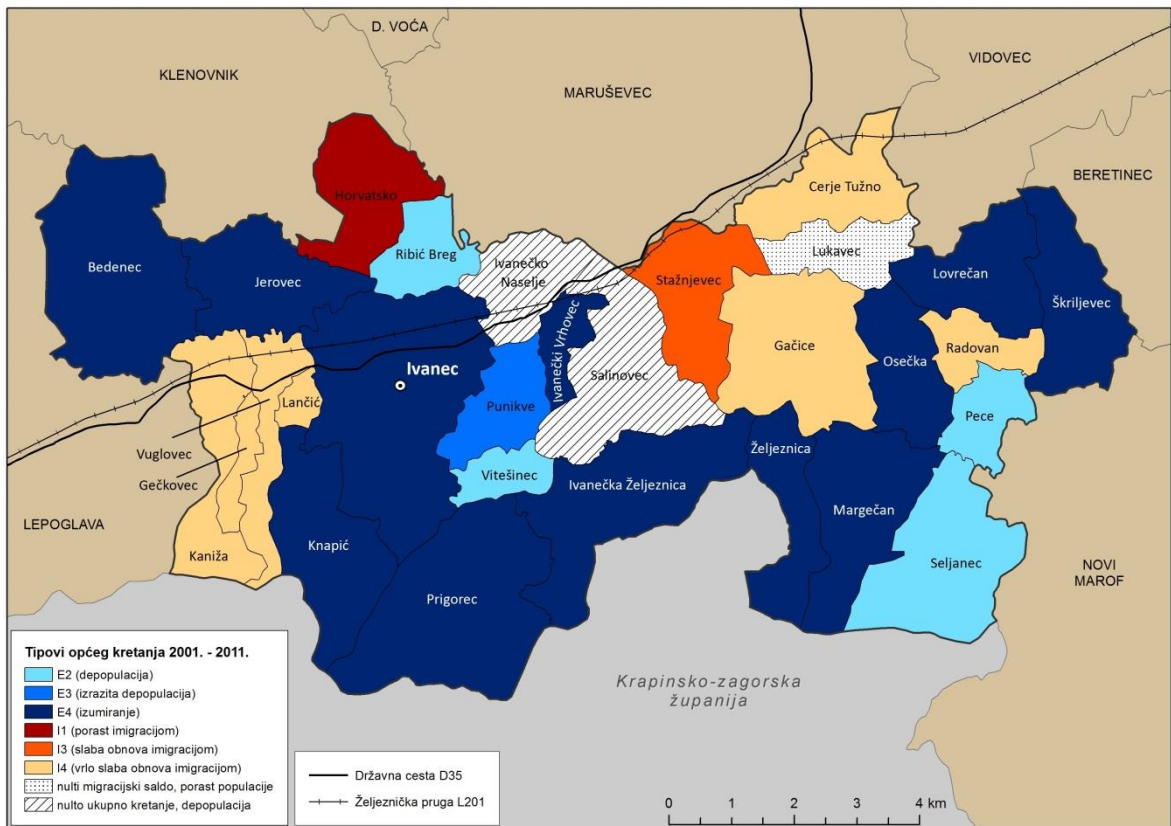 D. VOĆA
VIDOVEC
KLENOVNIK
MARUŠEVEC
BERETINEC
Cerje Tužno
Horvatsko
Lukavec
Ribić Breg
Ivanečko
Naselje
Bedenec
Jerovec
Stažnjevec
Lovrečan
Škriljevec
Ivanečki Vrhovec
Gačice
Radovan
Osečka
Ivanec
Salinovec
Lančić
Punikve
Pece
Vuglovec
Željeznica
Gečkovec
Vitešinec
Ivanečka Željeznica
LEPOGLAVA
Margečan
Knapić
Kaniža
Seljanec
NOVI
MAROF
Prigorec
Krapinsko-zagorska
županija
Tipovi općeg kretanja 2001. - 2011.
E2 (depopulacija)
E3 (izrazita depopulacija)
E4 (izumiranje)
I1 (porast imigracijom)
I3 (slaba obnova imigracijom)
I4 (vrlo slaba obnova imigracijom)
nulti migracijski saldo, porast populacije
nulto ukupno kretanje, depopulacija
Državna cesta D35
Željeznička pruga L201
0 1 2 4 km